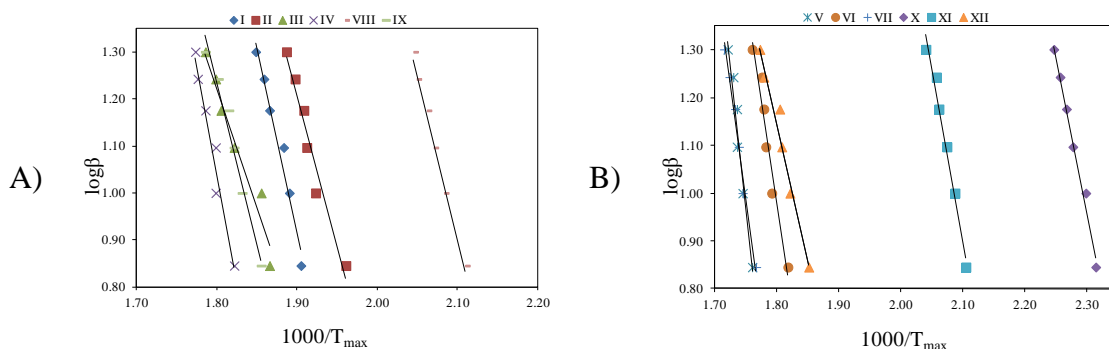 I II III IV VIII IX
1.30
1.20
1.10
1.00
0.90
0.80
logβ
1.70 1.80 1.90 2.00 2.10 2.20
1000/Tmax
A)
V VI VII X XI XII
1.30
1.20
1.10
1.00
0.90
0.80
logβ
1.70 1.80 1.90 2.00 2.10 2.20 2.30
1000/Tmax
B)